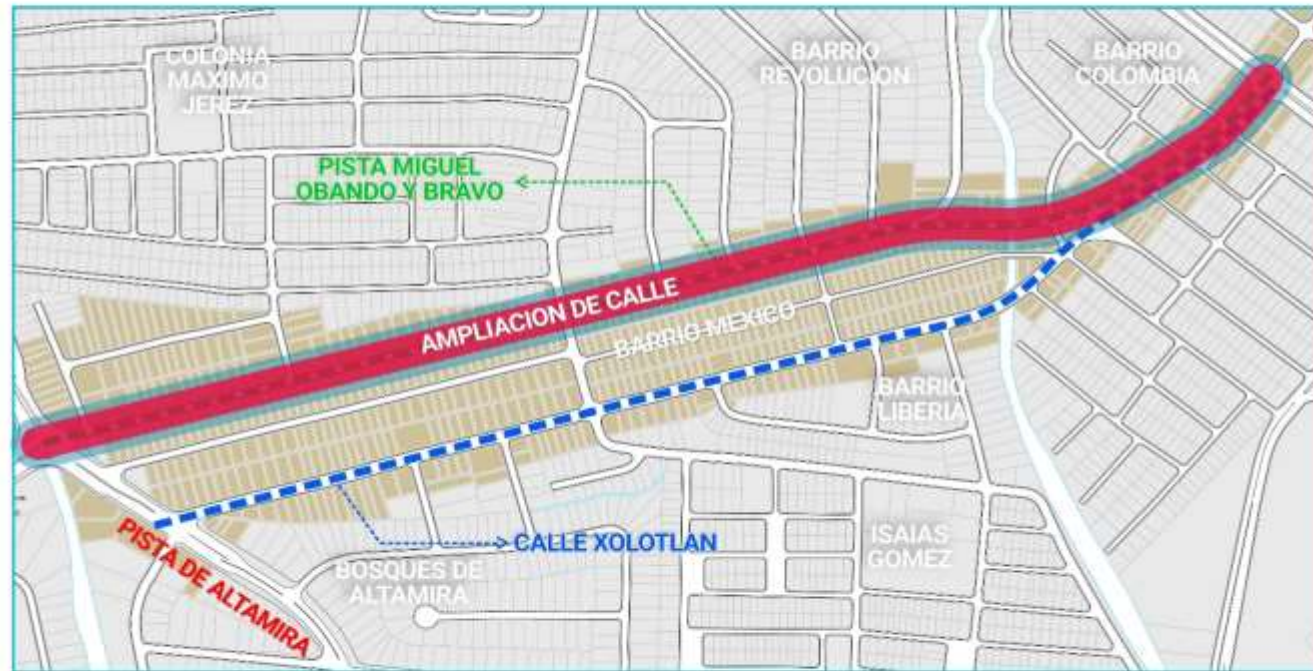 COLONIA
MAXIMO
JEREZ
BARRIO
REVOLUCION
BARRIO
COLOMBIA
PISTA MIGUEL
OBANDO Y BRAVO
AMPLIACION DE CALLE
BARRIO MEXICO
BARRIO
LIBERIA
CALLE XOLOTLAN
ISAIAS
GOMEZ
PISTA DE ALTAMIRA
BOSQUES DE
ALTAMIRA